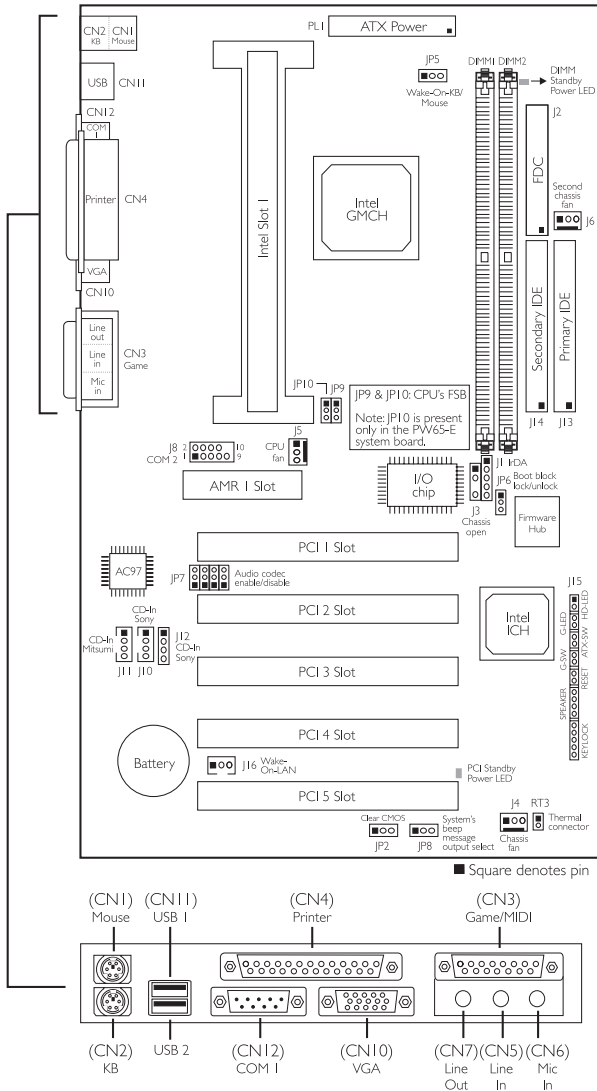 CN2 CN1
KB Mouse
PL1 ATX Power
USB CN11
JP5
Wake-On-KB/
Mouse
DIMM1 DIMM2
DIMM
Standby
Power LED
CN12
COM
1
J2
FDC
Printer CN4
Intel Slot 1
Intel
GMCH
Second
chassis
fan
J6
VGA
CN10
Line
out
Line
in
Mic
in
CN3
Game
Secondary IDE
Primary IDE
J14 J13
JP10 JP9
JP9 & JP10: CPU's FSB
Note: JP10 is present
only in the PW65-E
system board.
J8 2 10
COM 2 1 9
J5
CPU
fan
AMR 1 Slot
I/O
chip
J1 IrDA
JP6 Boot block
lock/unlock
J3
Chassis
open
Firmware
Hub
PCI 1 Slot
AC97
JP7 Audio codec
enable/disable
PCI 2 Slot
Intel
ICH
J15
HD-LED
G-LED
ATX-SW
G-SW
RESET
SPEAKER
KEYLOCK
CD-In
Sony
CD-In
Mitsumi
J12
CD-In
Sony
J11 J10
PCI 3 Slot
PCI 4 Slot
Battery
J16 Wake-
On-LAN
PCI Standby
Power LED
PCI 5 Slot
Clear CMOS
JP2
JP8
System's
beep
message
output select
J4
Chassis
fan
RT3
Thermal
connector
Square denotes pin
(CN1)
Mouse
(CN11)
USB 1
(CN4)
Printer
(CN3)
Game/MIDI
(CN2)
KB
USB 2
(CN12)
COM 1
(CN10)
VGA
(CN7)
Line
Out
(CN5)
Line
In
(CN6)
Mic
In